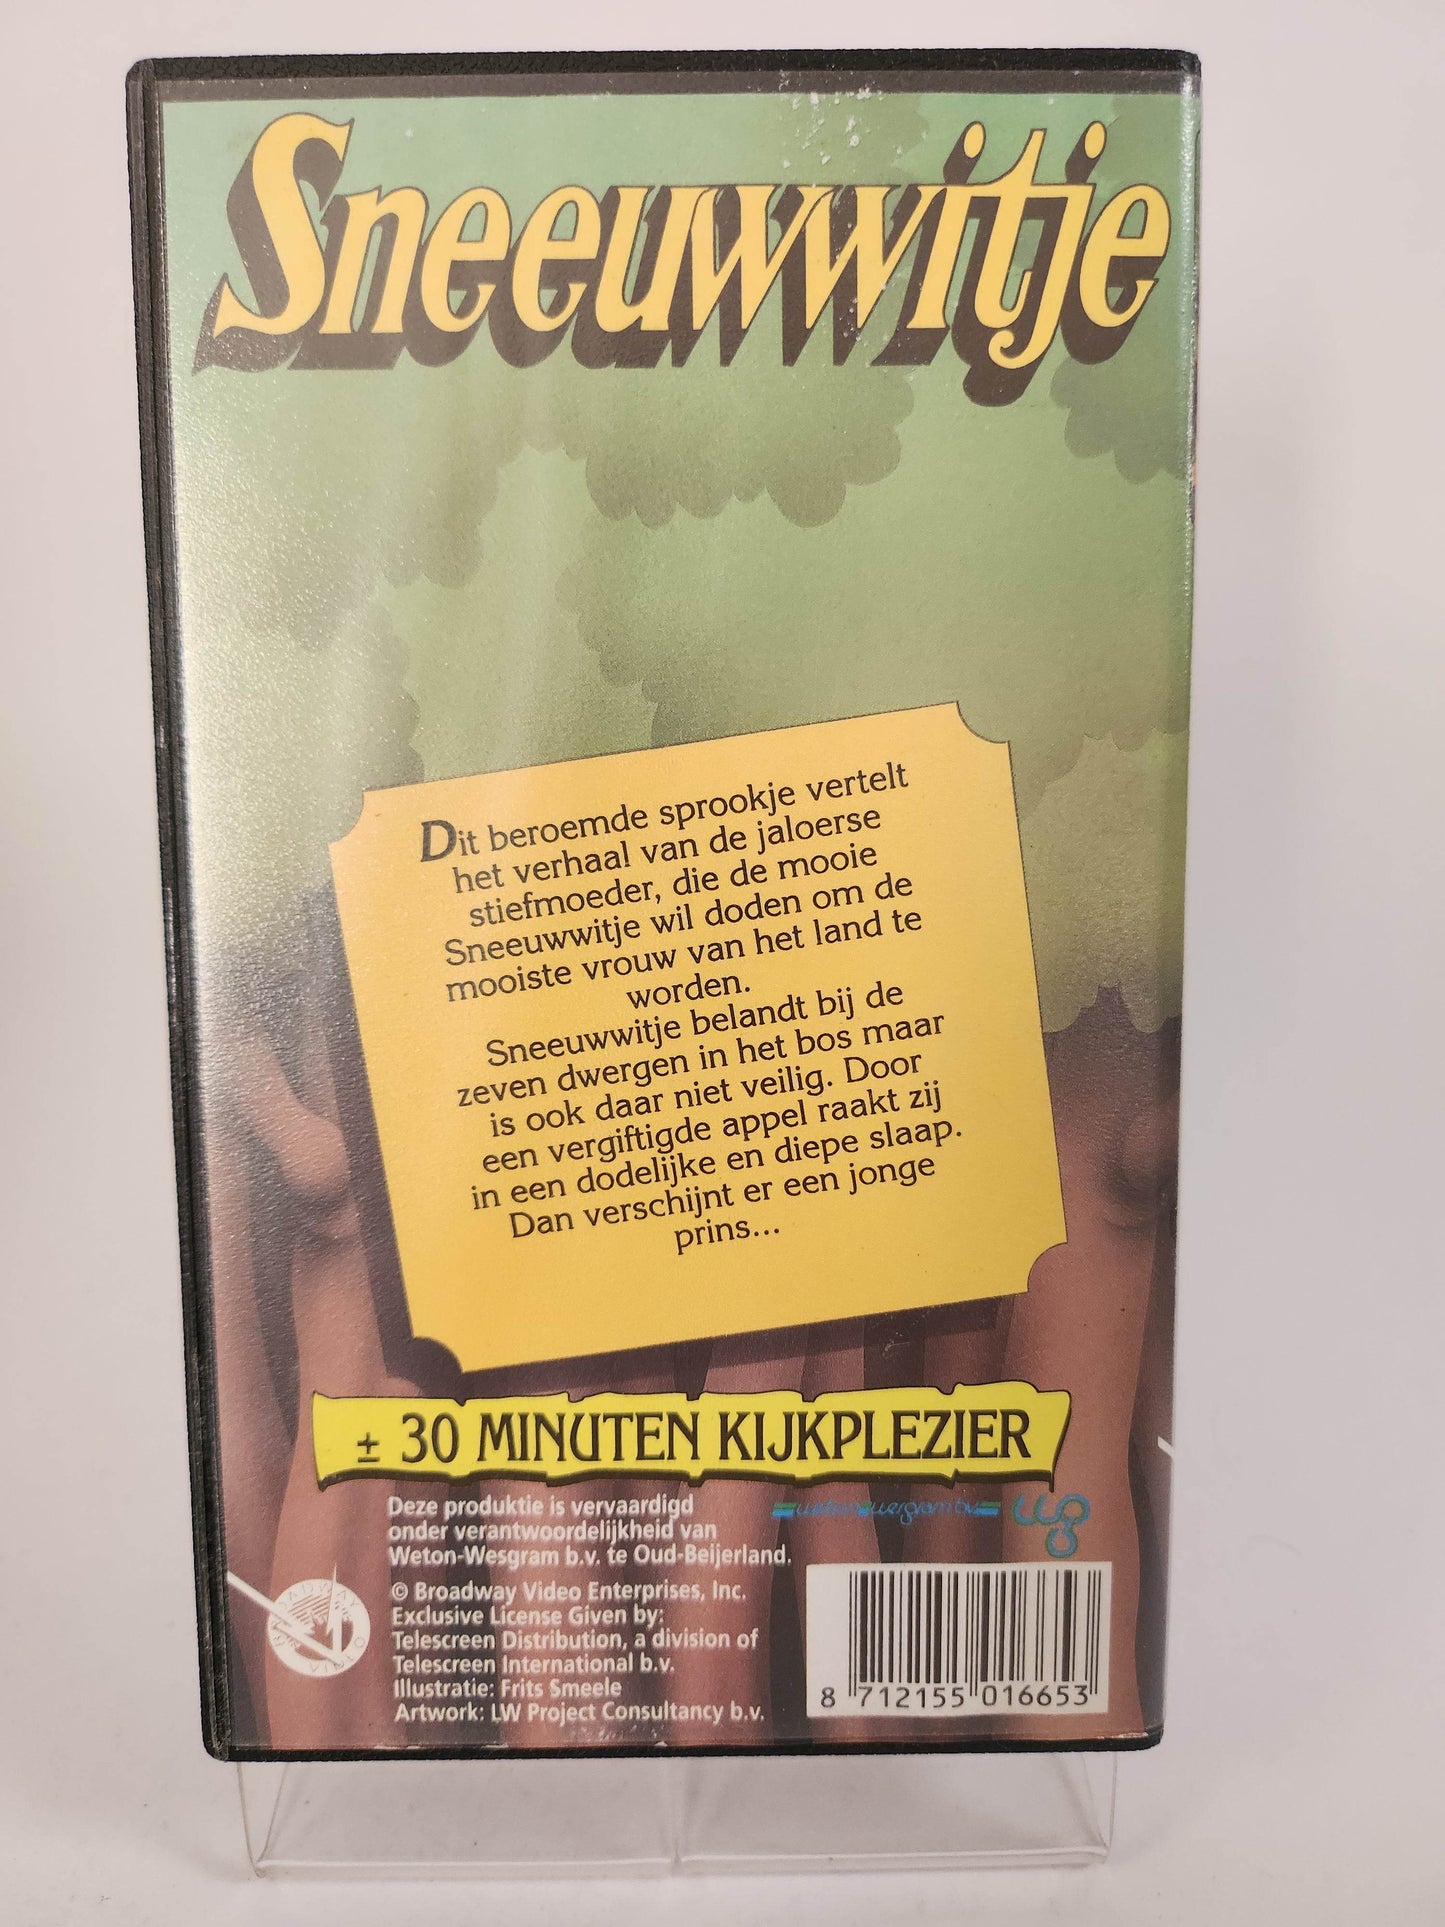 Sneeuwwitje
Dit beroemde sprookje vertelt
het verhaal van de jaloerse
stiefmoeder, die de mooie
Sneeuwwitje wil doden om de
mooiste vrouw van het land te
worden.
Sneeuwwitje belandt bij de
zeven dwergen in het bos maar
is ook daar niet veilig. Door
een vergiftigde appel raakt zij
in een dodelijke en diepe slaap.
Dan verschijnt er een jonge
prins...
± 30 MINUTEN KIJKPLEZIER
Deze produktie is vervaardigd
onder verantwoordelijkheid van
Weton-Wesgram b.v. te Oud-Beijerland.
weton wesgram bv
© Broadway Video Enterprises, Inc.
Exclusive License Given by:
Telescreen Distribution, a division of
Telescreen International b.v.
Illustratie: Frits Smeele
Artwork: LW Project Consultancy b.v.
8 712155 016653